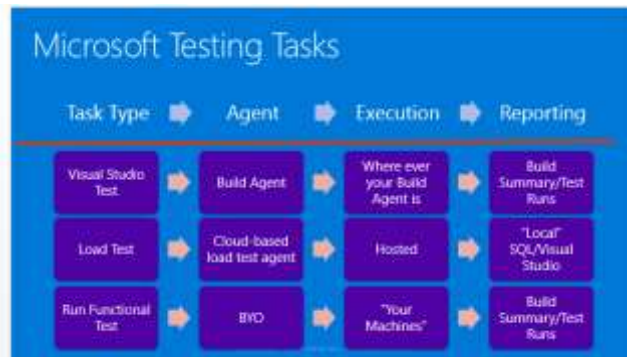 Microsoft Testing Tasks
Task Type Agent Execution Reporting
Visual Studio
Test
Build Agent
Where ever
your Build
Agent is
Build
Summary/Test
Runs
Load Test
Cloud-based
load test agent
Hosted
"Local"
SQL/Visual
Studio
Run Functional
Test
BYO
"Your
Machines"
Build
Summary/Test
Runs